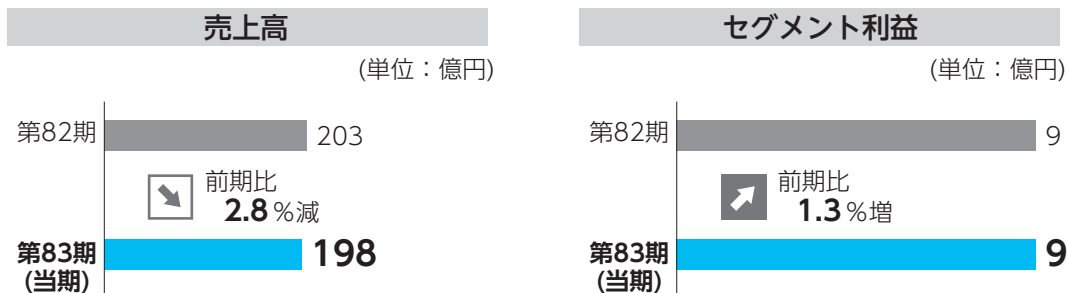 売上高
(単位：億円)
第82期
203
前期比
2.8%減
第83期
(当期)
198
セグメント利益
(単位：億円)
第82期
9
前期比
1.3%増
第83期
(当期)
9